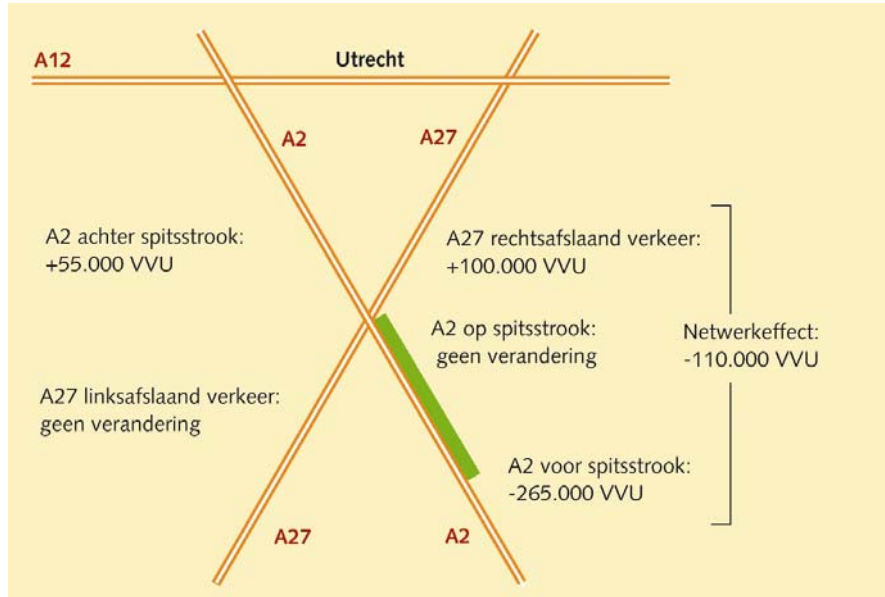 A12
Utrecht
A2
A27
A2 achter spitsstrook:
+55.000 VVU
A27 rechtsafslaand verkeer:
+100.000 VVU
A2 op spitsstrook:
geen verandering
Netwerkeffect:
-110.000 VVU
A27 linksafslaand verkeer:
geen verandering
A2 voor spitsstrook:
-265.000 VVU
A27
A2